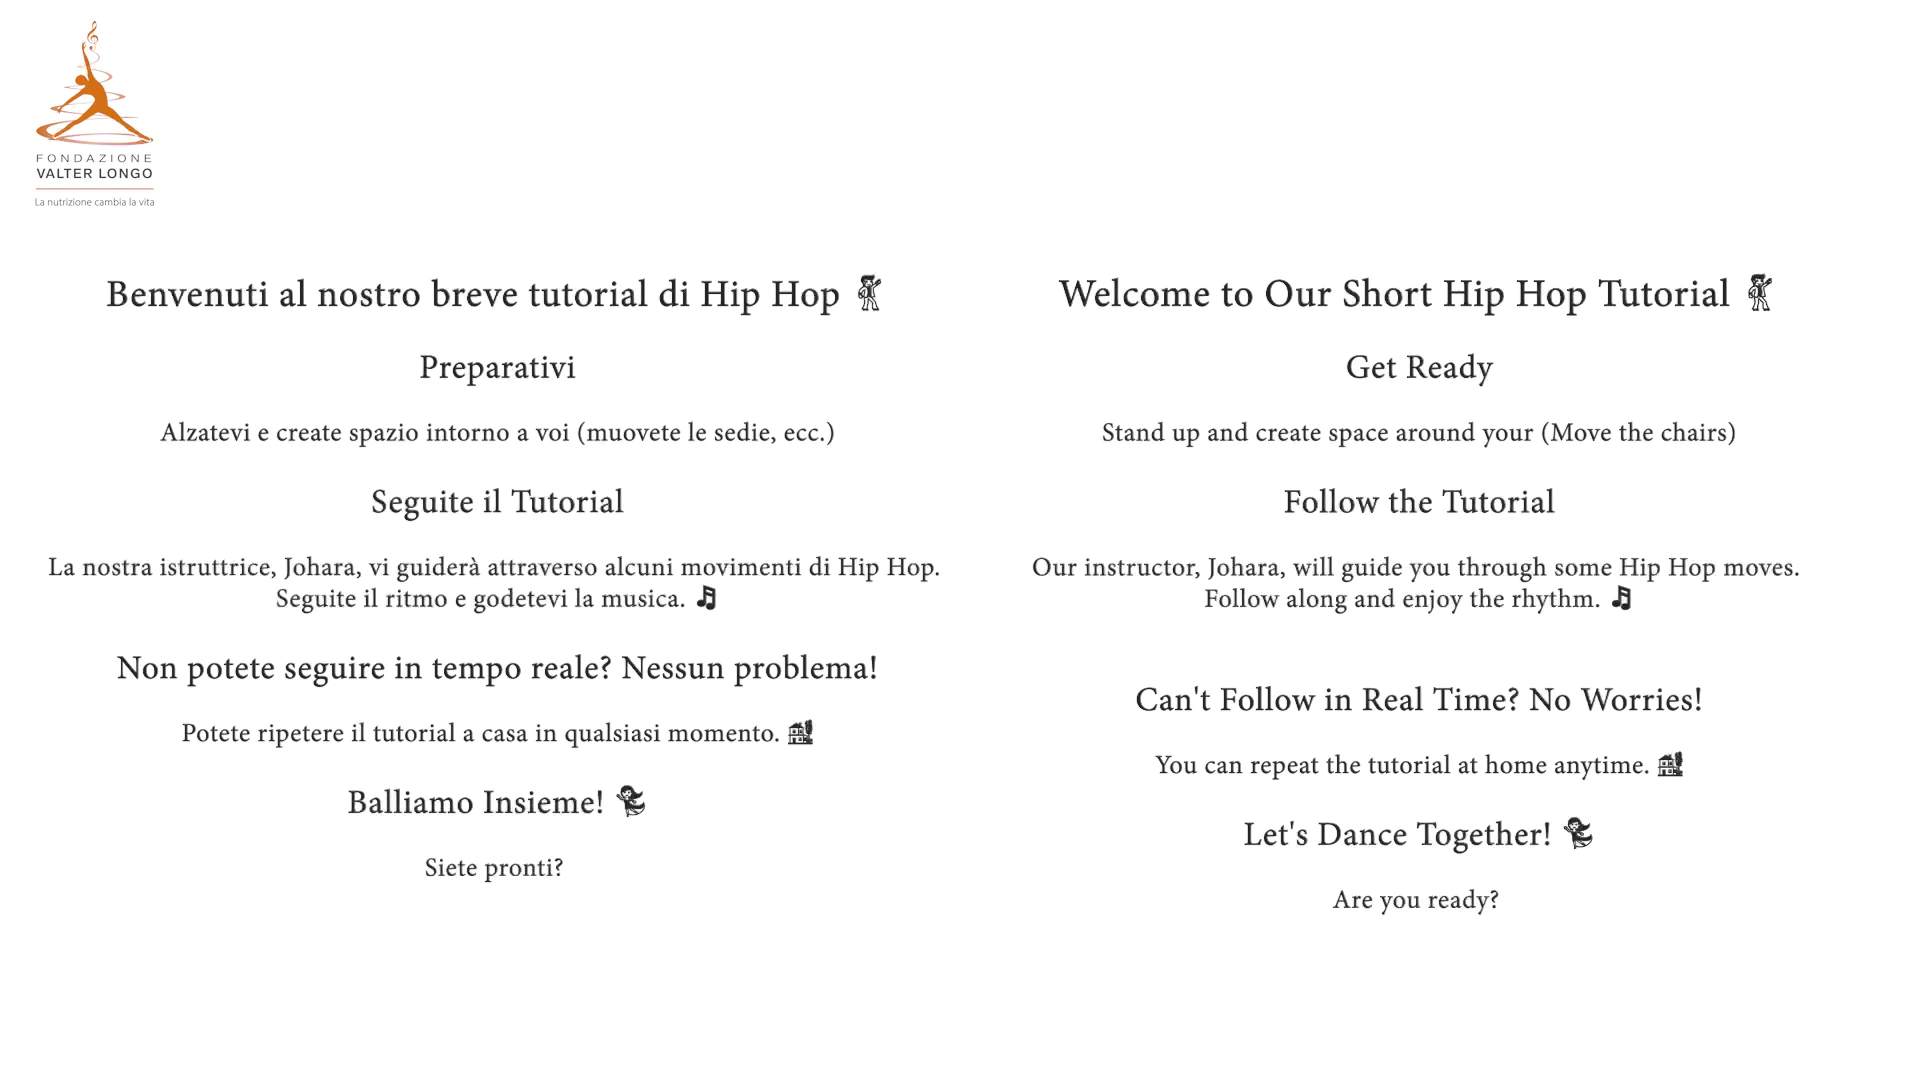 FONDAZIONE
VALTER LONGO
La nutrizione cambia la vita
Benvenuti al nostro breve tutorial di Hip Hop 🕺
Preparativi
Alzatevi e create spazio intorno a voi (muovete le sedie, ecc.)
Seguite il Tutorial
La nostra istruttrice, Johara, vi guiderà attraverso alcuni movimenti di Hip Hop.
Seguite il ritmo e godetevi la musica. 🎵
Non potete seguire in tempo reale? Nessun problema!
Potete ripetere il tutorial a casa in qualsiasi momento. 🏡
Balliamo Insieme! 💃
Siete pronti?
Welcome to Our Short Hip Hop Tutorial 🕺
Get Ready
Stand up and create space around your (Move the chairs)
Follow the Tutorial
Our instructor, Johara, will guide you through some Hip Hop moves.
Follow along and enjoy the rhythm. 🎵
Can't Follow in Real Time? No Worries!
You can repeat the tutorial at home anytime. 🏡
Let's Dance Together! 💃
Are you ready?